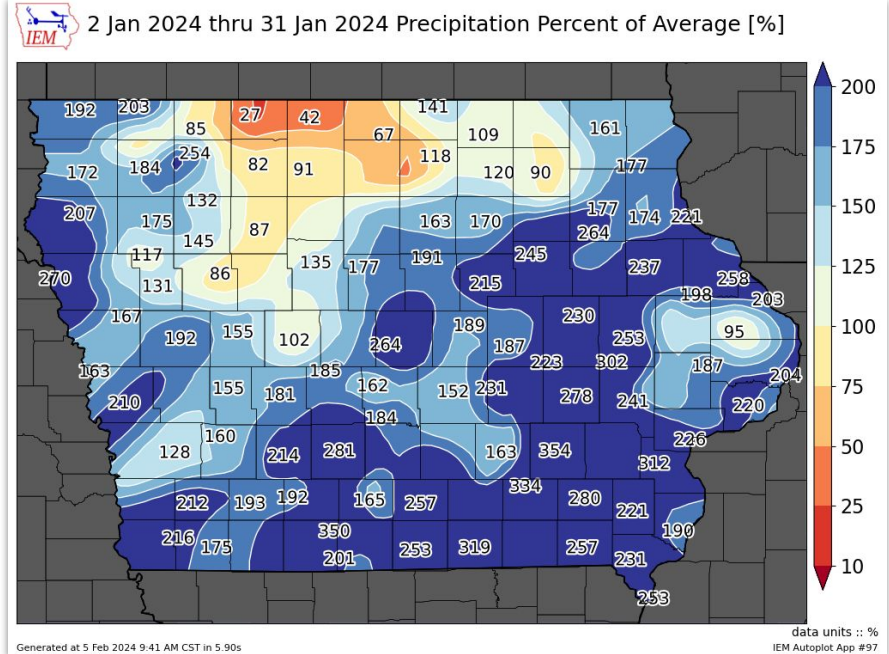 IEM
2 Jan 2024 thru 31 Jan 2024 Precipitation Percent of Average [%]
192 203 27 42 141
85 67 109 161
254 118
172 184 82 91 120 90 177
132
207 175 163 170 177 174 221
87 264
145 245
117 135 177 191 237
270 131 86 215 258
198 203
167 230
192 155 102 264 189 187 253 95
223 302
163 185 187 204
155 181 162 152 231
210 278 241 220
184
160 226
128 214 281 163 354
312
334
212 193 192 165 257 280
221
216 350 190
175 253 319 257
201 231
253
200
175
150
125
100
75
50
25
10
data units :: %
Generated at 5 Feb 2024 9:41 AM CST in 5.90s
IEM Autoplot App #97